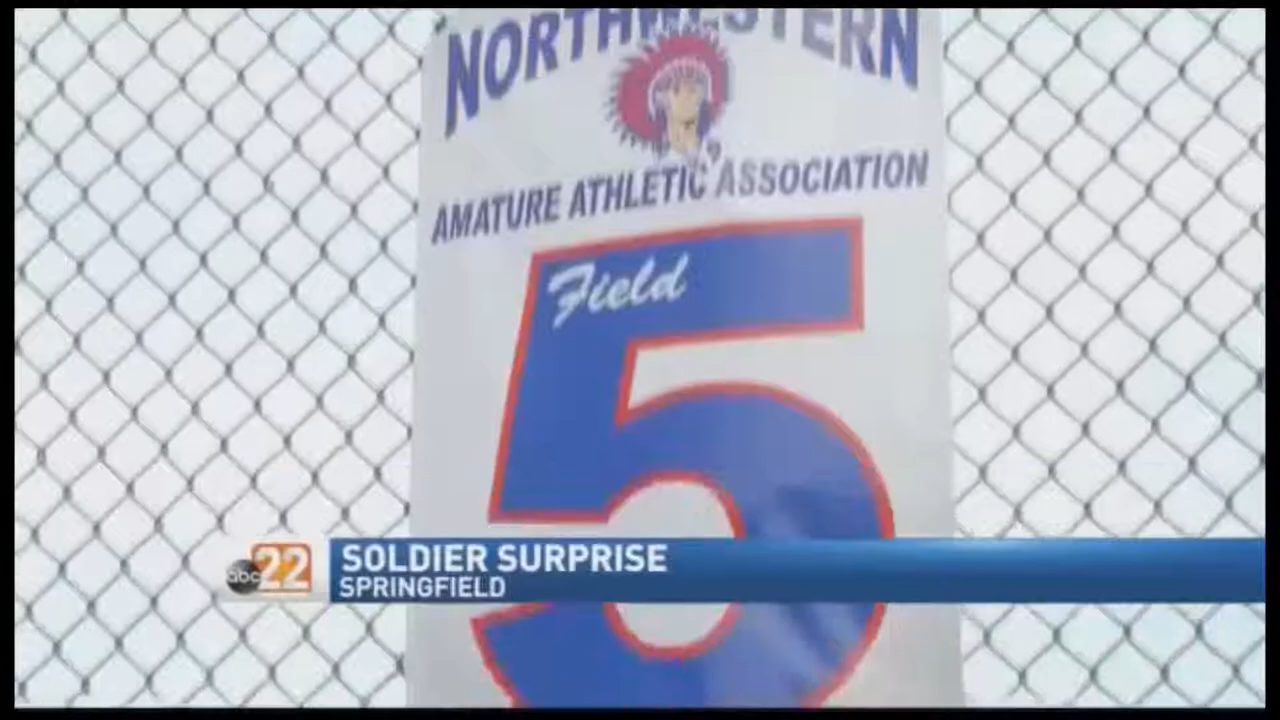 NORTHWESTERN
AMATURE ATHLETIC ASSOCIATION
Field
5
abc 22
SOLDIER SURPRISE
SPRINGFIELD